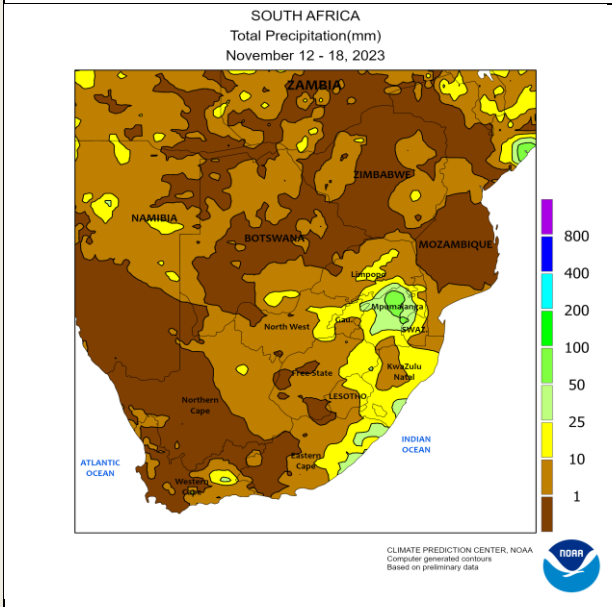 SOUTH AFRICA
Total Precipitation(mm)
November 12 - 18, 2023
ZAMBIA
ZIMBABWE
NAMIBIA
BOTSWANA
MOZAMBIQUE
Limpopo
Mpumalanga
North West
Gau.
SWAZ.
Free State
KwaZulu
Natal
LESOTHO
Northern
Cape
Eastern
Cape
Western
Cape
ATLANTIC
OCEAN
INDIAN
OCEAN
800
400
200
100
50
25
10
1
CLIMATE PREDICTION CENTER, NOAA
Computer generated contours
Based on preliminary data
NOAA